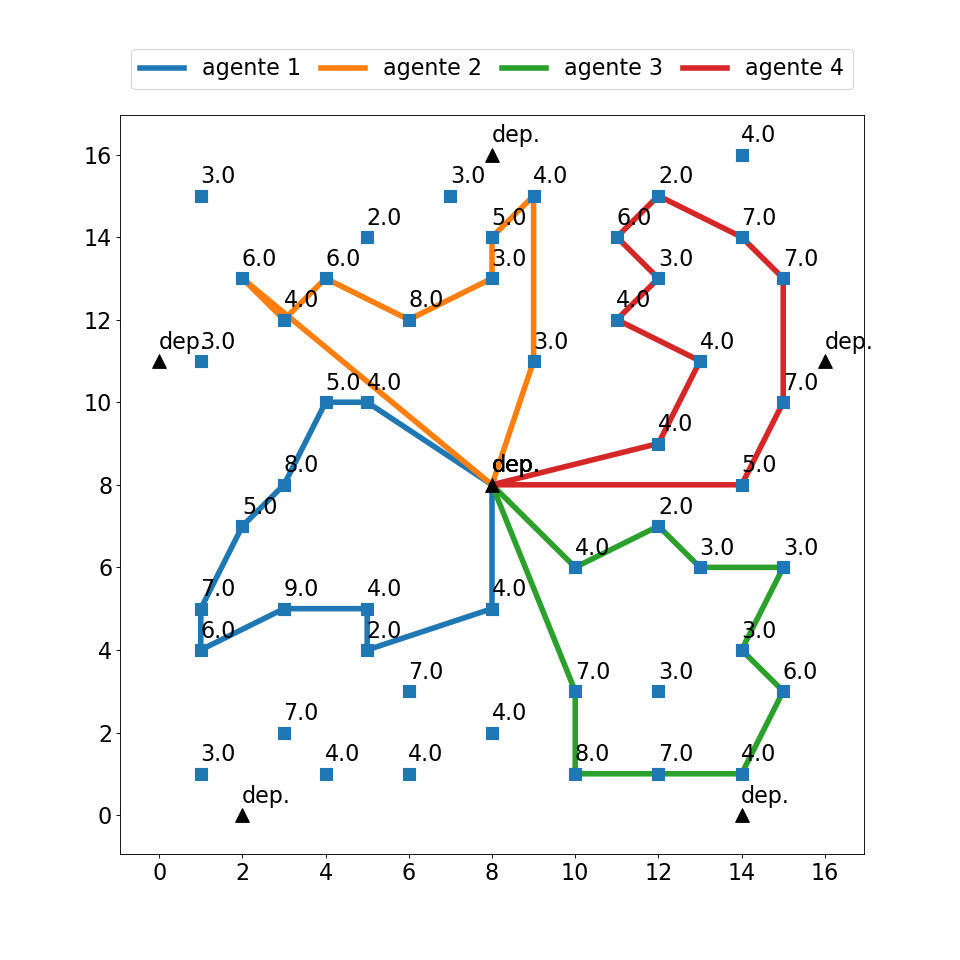 agente 1 agente 2 agente 3 agente 4
dep. 4.0
16
3.0 3.0 4.0 2.0
2.0 5.0 6.0 7.0
14
6.0 6.0 3.0 3.0 7.0
4.0 8.0 4.0
12
dep. 3.0 3.0 4.0 dep.
5.0 4.0 7.0
10
4.0
8.0 dep. 5.0
8
5.0 2.0
4.0 3.0 3.0
6
7.0 9.0 4.0 4.0
6.0 2.0 3.0
4
7.0 7.0 3.0 6.0
7.0 4.0
2
3.0 4.0 4.0 8.0 7.0 4.0
dep. dep.
0
0 2 4 6 8 10 12 14 16